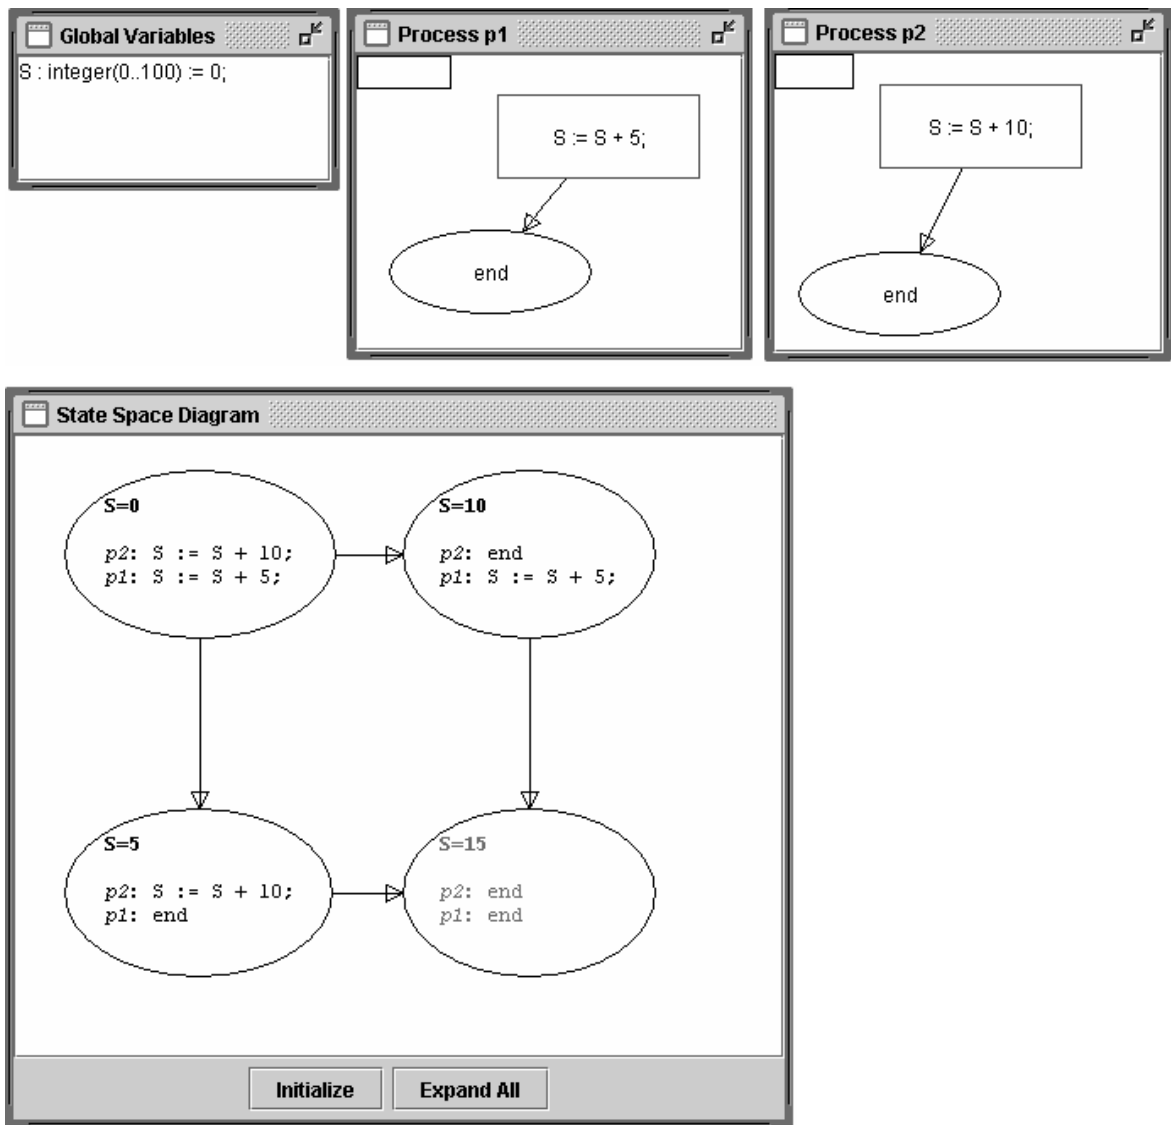 Global Variables
S : integer(0..100) := 0;
Process p1
S := S + 5;
end
Process p2
S := S + 10;
end
State Space Diagram
S=0
p2: S := S + 10;
p1: S := S + 5;
S=10
p2: end
p1: S := S + 5;
S=5
p2: S := S + 10;
p1: end
S=15
p2: end
p1: end
Initialize
Expand All